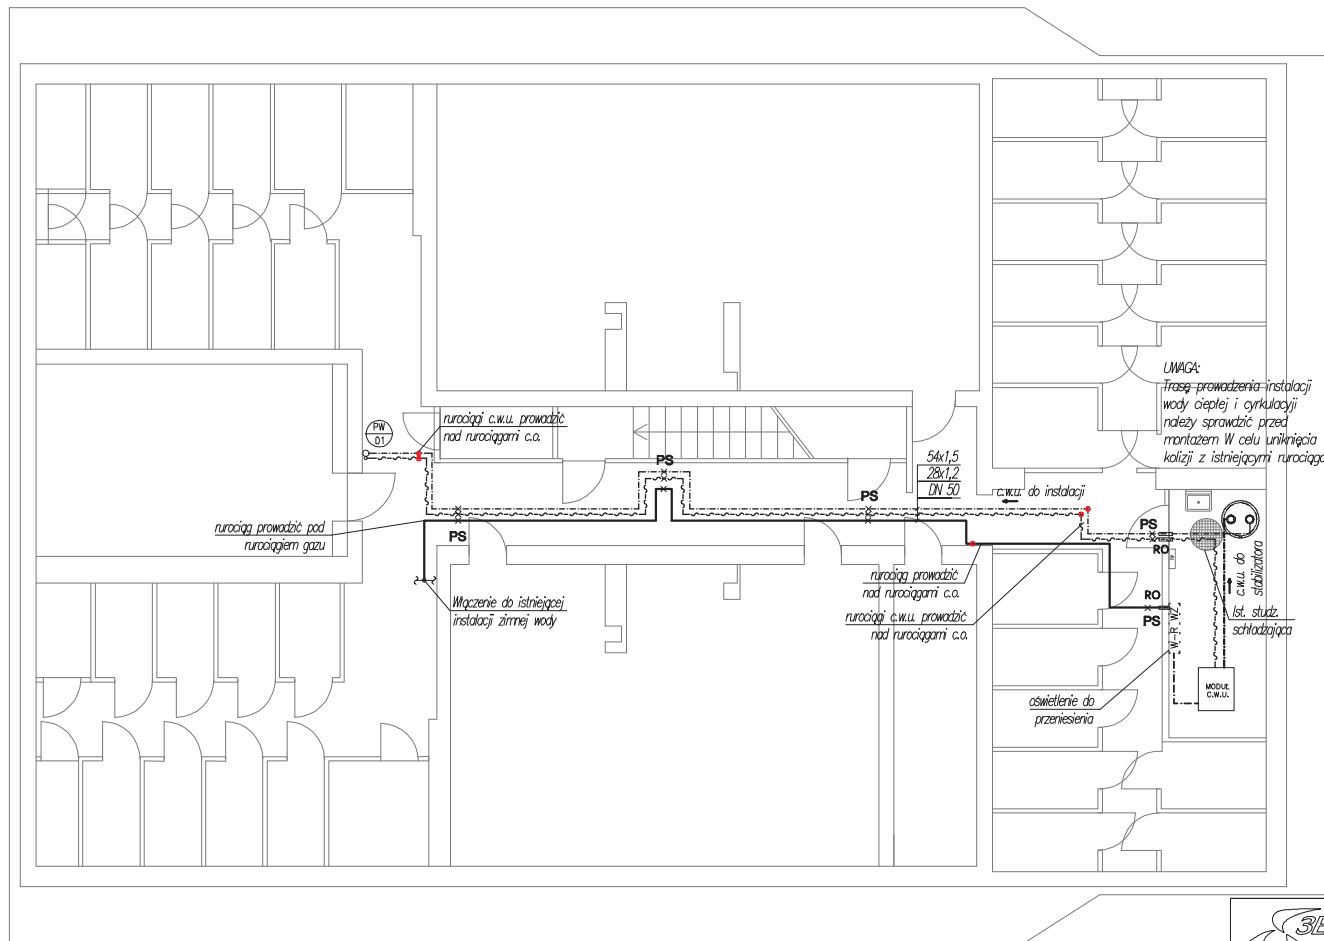 UWAGA:
Trasę prowadzenia instalacji
wody ciepłej i cyrkulacyji
należy sprawdzić przed
montażem W celu uniknięcia
kolizji z istniejącymi rurociąga
PW
01
rurociągi c.w.u. prowadzić
nad rurociągami c.o.
PS
54x1,5
28x1,2
DN 50
c.w.u. do instalacji
PS
rurociąg prowadzić pod
rurociągiem gazu
PS
PS
RO
c.w.u. do
stabilizatora
rurociąg prowadzić
nad rurociągami c.o.
Włączenie do istniejącej
instalacji zimnej wody
rurociągi c.w.u. prowadzić
nad rurociągami c.o.
RO
PS
W-R WZ
Ist. studz.
schładzająca
MODUŁ
C.W.U.
oświetlenie do
przeniesienia